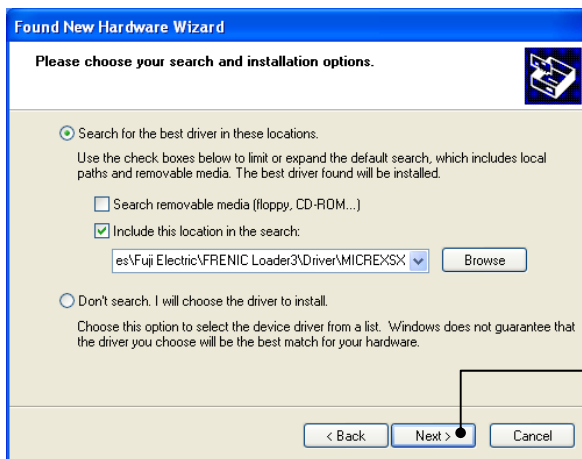 Found New Hardware Wizard
Please choose your search and installation options.
Search for the best driver in these locations.
Use the check boxes below to limit or expand the default search, which includes local
paths and removable media. The best driver found will be installed.
Search removable media (floppy, CD-ROM...)
Include this location in the search:
es\Fuji Electric\FRENIC Loader3\Driver\MICREXSX
Browse
Don't search. I will choose the driver to install.
Choose this option to select the device driver from a list. Windows does not guarantee that
the driver you choose will be the best match for your hardware.
< Back Next > Cancel